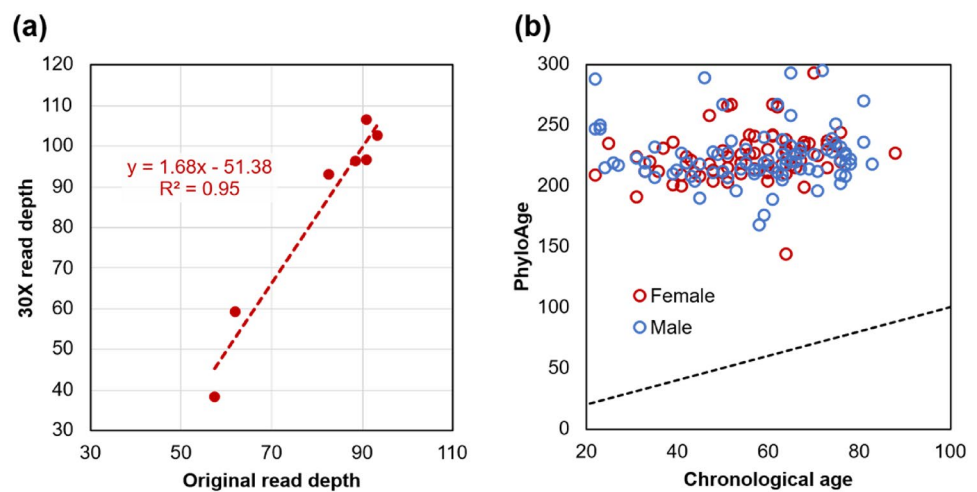 (a)
120
110
100
90
80
70
60
50
40
30
30X read depth
y = 1.68x - 51.38
R² = 0.95
30 50 70 90 110
Original read depth
(b)
300
250
200
150
100
50
0
PhyloAge
Female
Male
20 40 60 80 100
Chronological age